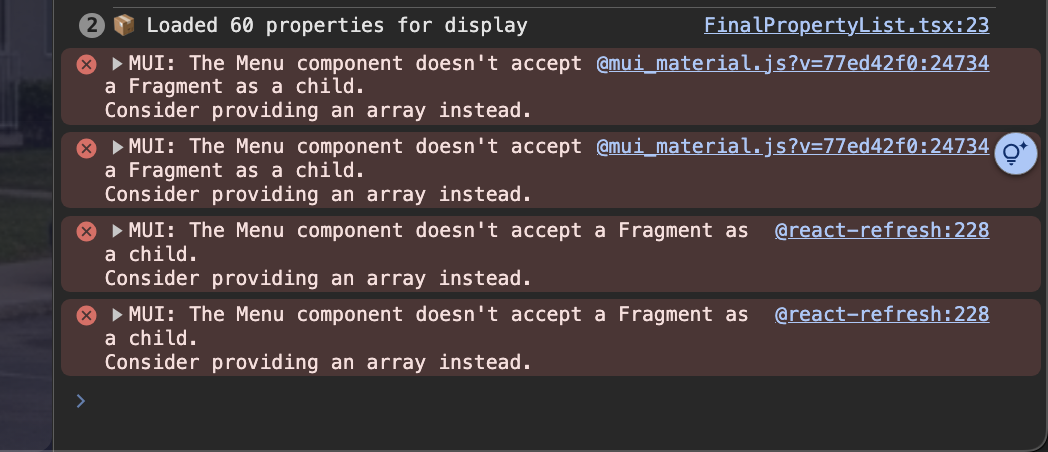 2 📦 Loaded 60 properties for display FinalPropertyList.tsx:23
MUI: The Menu component doesn't accept @mui_material.js?v=77ed42f0:24734
a Fragment as a child.
Consider providing an array instead.
MUI: The Menu component doesn't accept @mui_material.js?v=77ed42f0:24734
a Fragment as a child.
Consider providing an array instead.
MUI: The Menu component doesn't accept a Fragment as @react-refresh:228
a child.
Consider providing an array instead.
MUI: The Menu component doesn't accept a Fragment as @react-refresh:228
a child.
Consider providing an array instead.